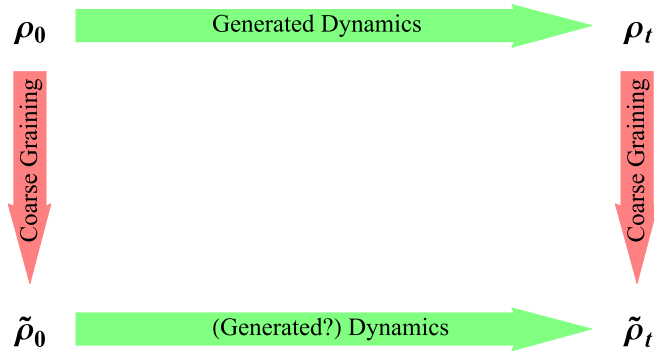 ρ₀ Generated Dynamics ρₜ
Coarse Graining Coarse Graining
ρ̃₀ (Generated?) Dynamics ρ̃ₜ